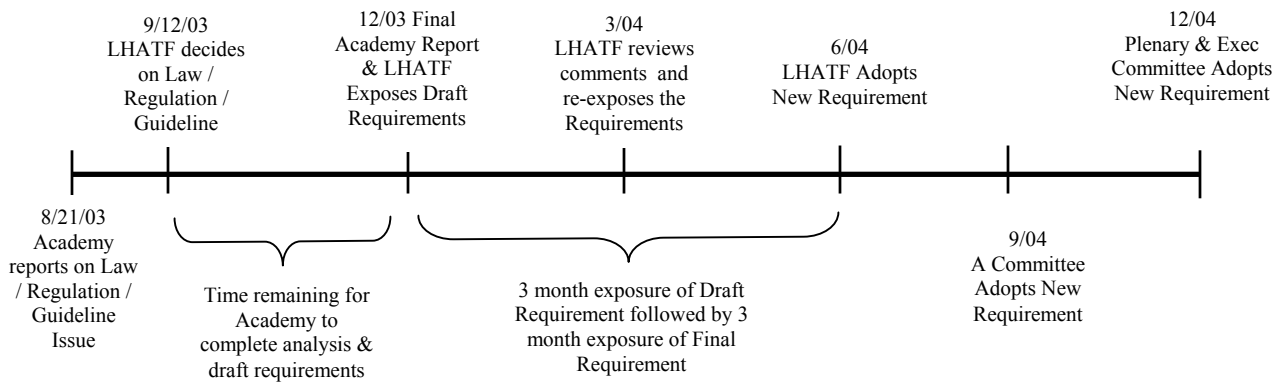 9/12/03
LHATF decides
on Law /
Regulation /
Guideline
12/03 Final
Academy Report
& LHATF
Exposes Draft
Requirements
3/04
LHATF reviews
comments and
re-exposes the
Requirements
6/04
LHATF Adopts
New Requirement
12/04
Plenary & Exec
Committee Adopts
New Requirement
8/21/03
Academy
reports on Law
/ Regulation /
Guideline
Issue
Time remaining for
Academy to
complete analysis &
draft requirements
3 month exposure of Draft
Requirement followed by 3
month exposure of Final
Requirement
9/04
A Committee
Adopts New
Requirement